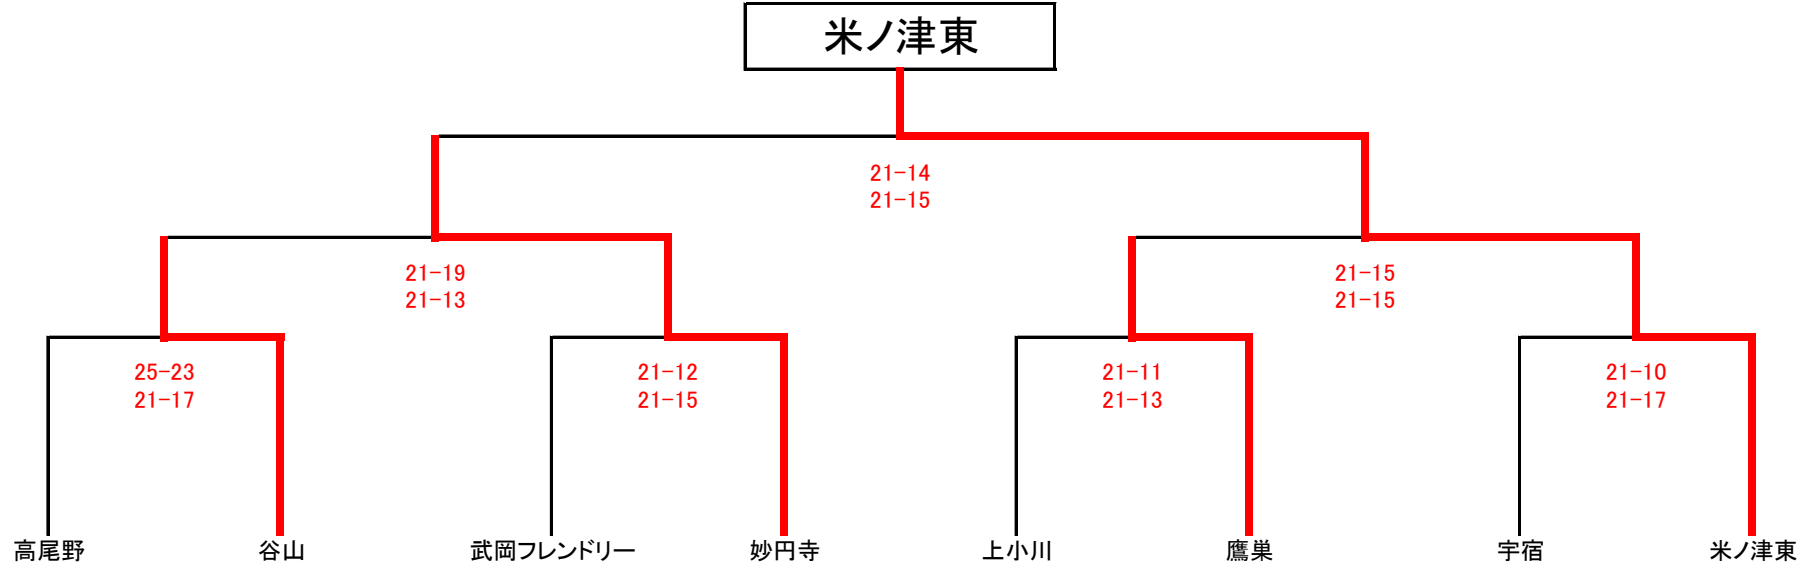 米ノ津東
21-14
21-15
21-19
21-13
21-15
21-15
25-23
21-17
21-12
21-15
21-11
21-13
21-10
21-17
高尾野
谷山
武岡フレンドリー
妙円寺
上小川
鷹巣
宇宿
米ノ津東